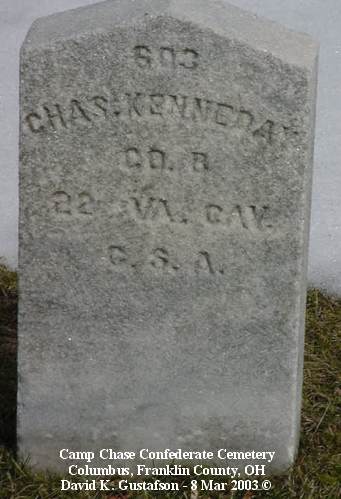 603
CHAS. KENNEDAY
CO. B
22 VA. CAV.
C. S. A.
Camp Chase Confederate Cemetery
Columbus, Franklin County, OH
David K. Gustafson - 8 Mar 2003 ©